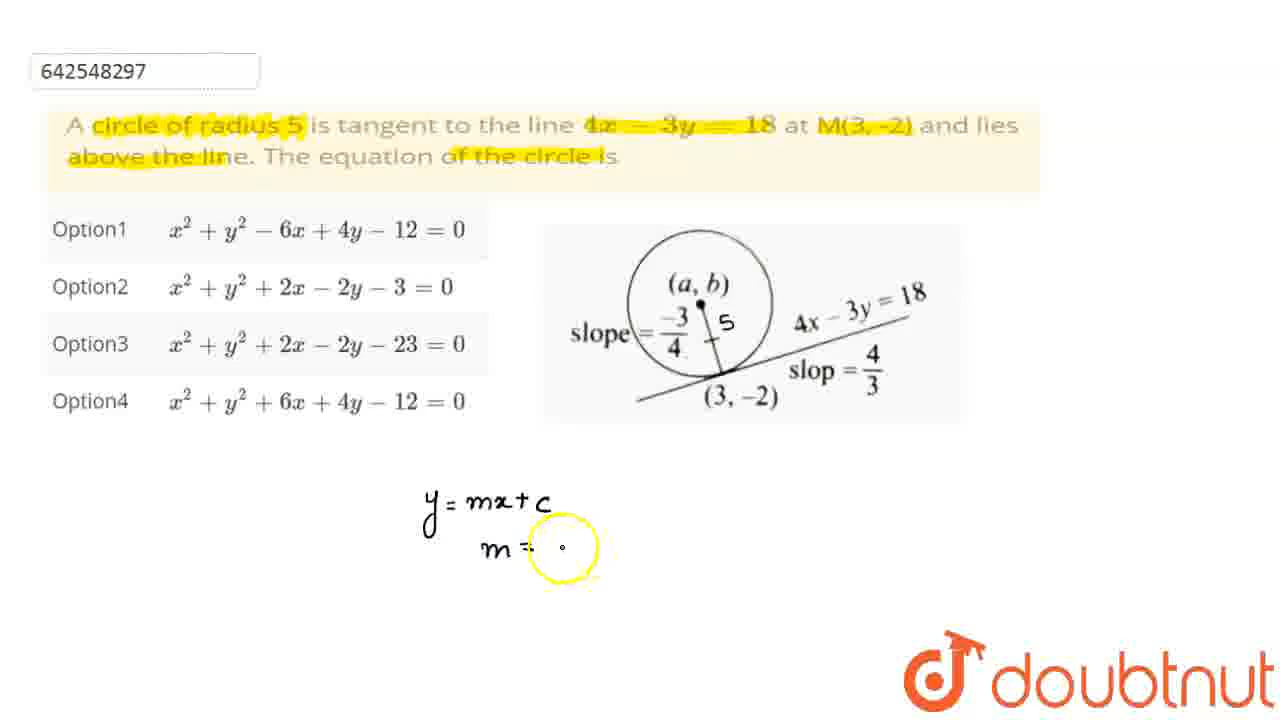 642548297
A circle of radius 5 is tangent to the line 4x − 3y = 18 at M(3, -2) and lies
above the line. The equation of the circle is
Option1 x² + y² − 6x + 4y − 12 = 0
Option2 x² + y² + 2x − 2y − 3 = 0
Option3 x² + y² + 2x − 2y − 23 = 0
Option4 x² + y² + 6x + 4y − 12 = 0
(a, b)
slope = −3/4
5
4x − 3y = 18
slop = 4/3
(3, −2)
y = mx + c
m =
doubtnut